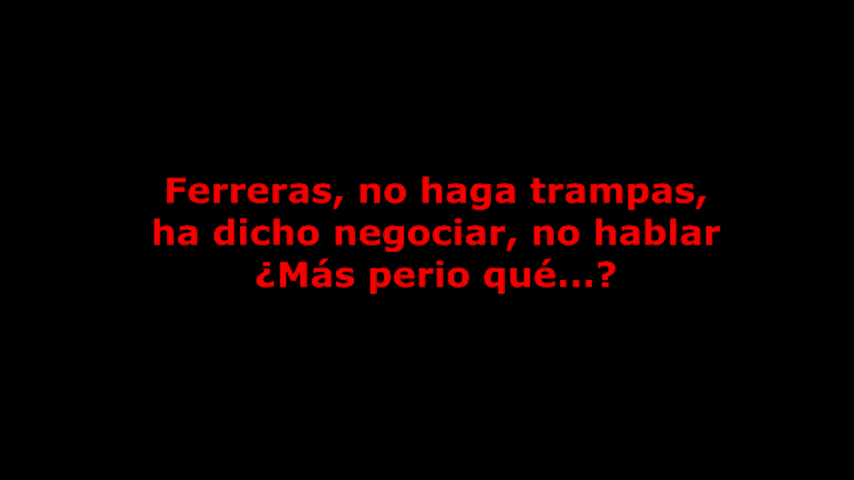 Ferreras, no haga trampas,
ha dicho negociar, no hablar
¿Más perio qué...?